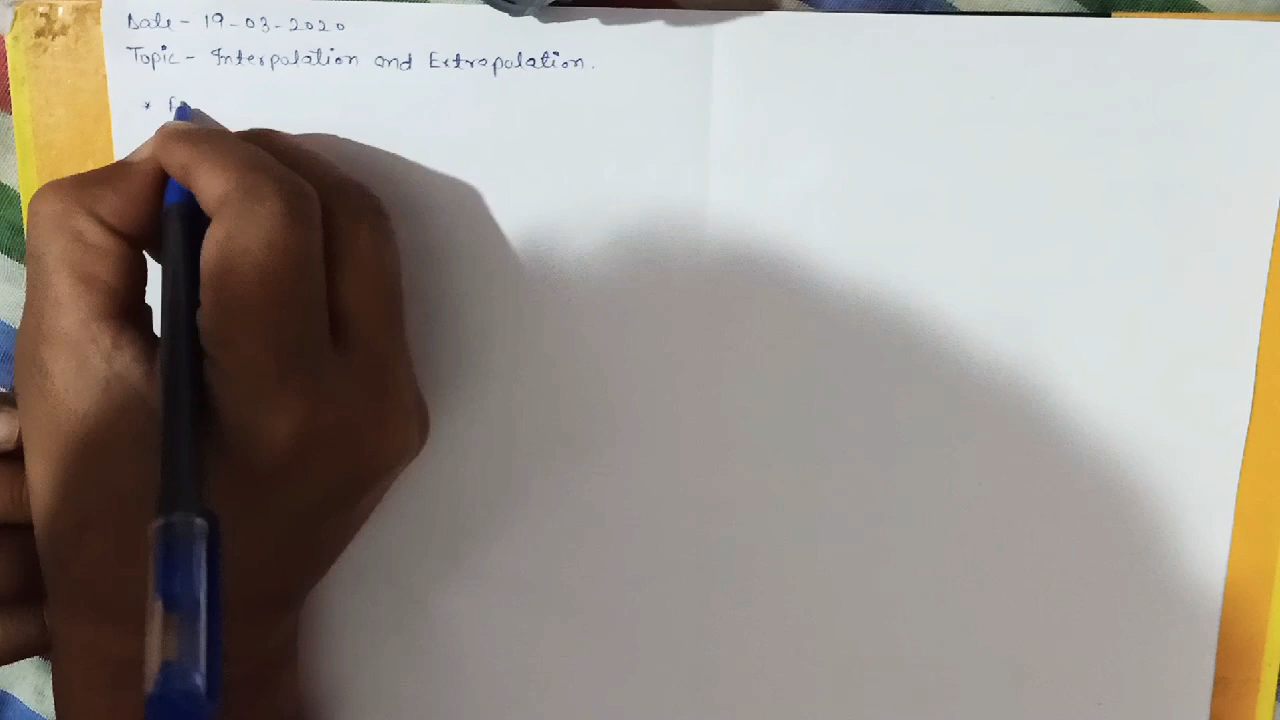 Date - 19-03-2020
Topic - Interpolation and Extrapolation.
*